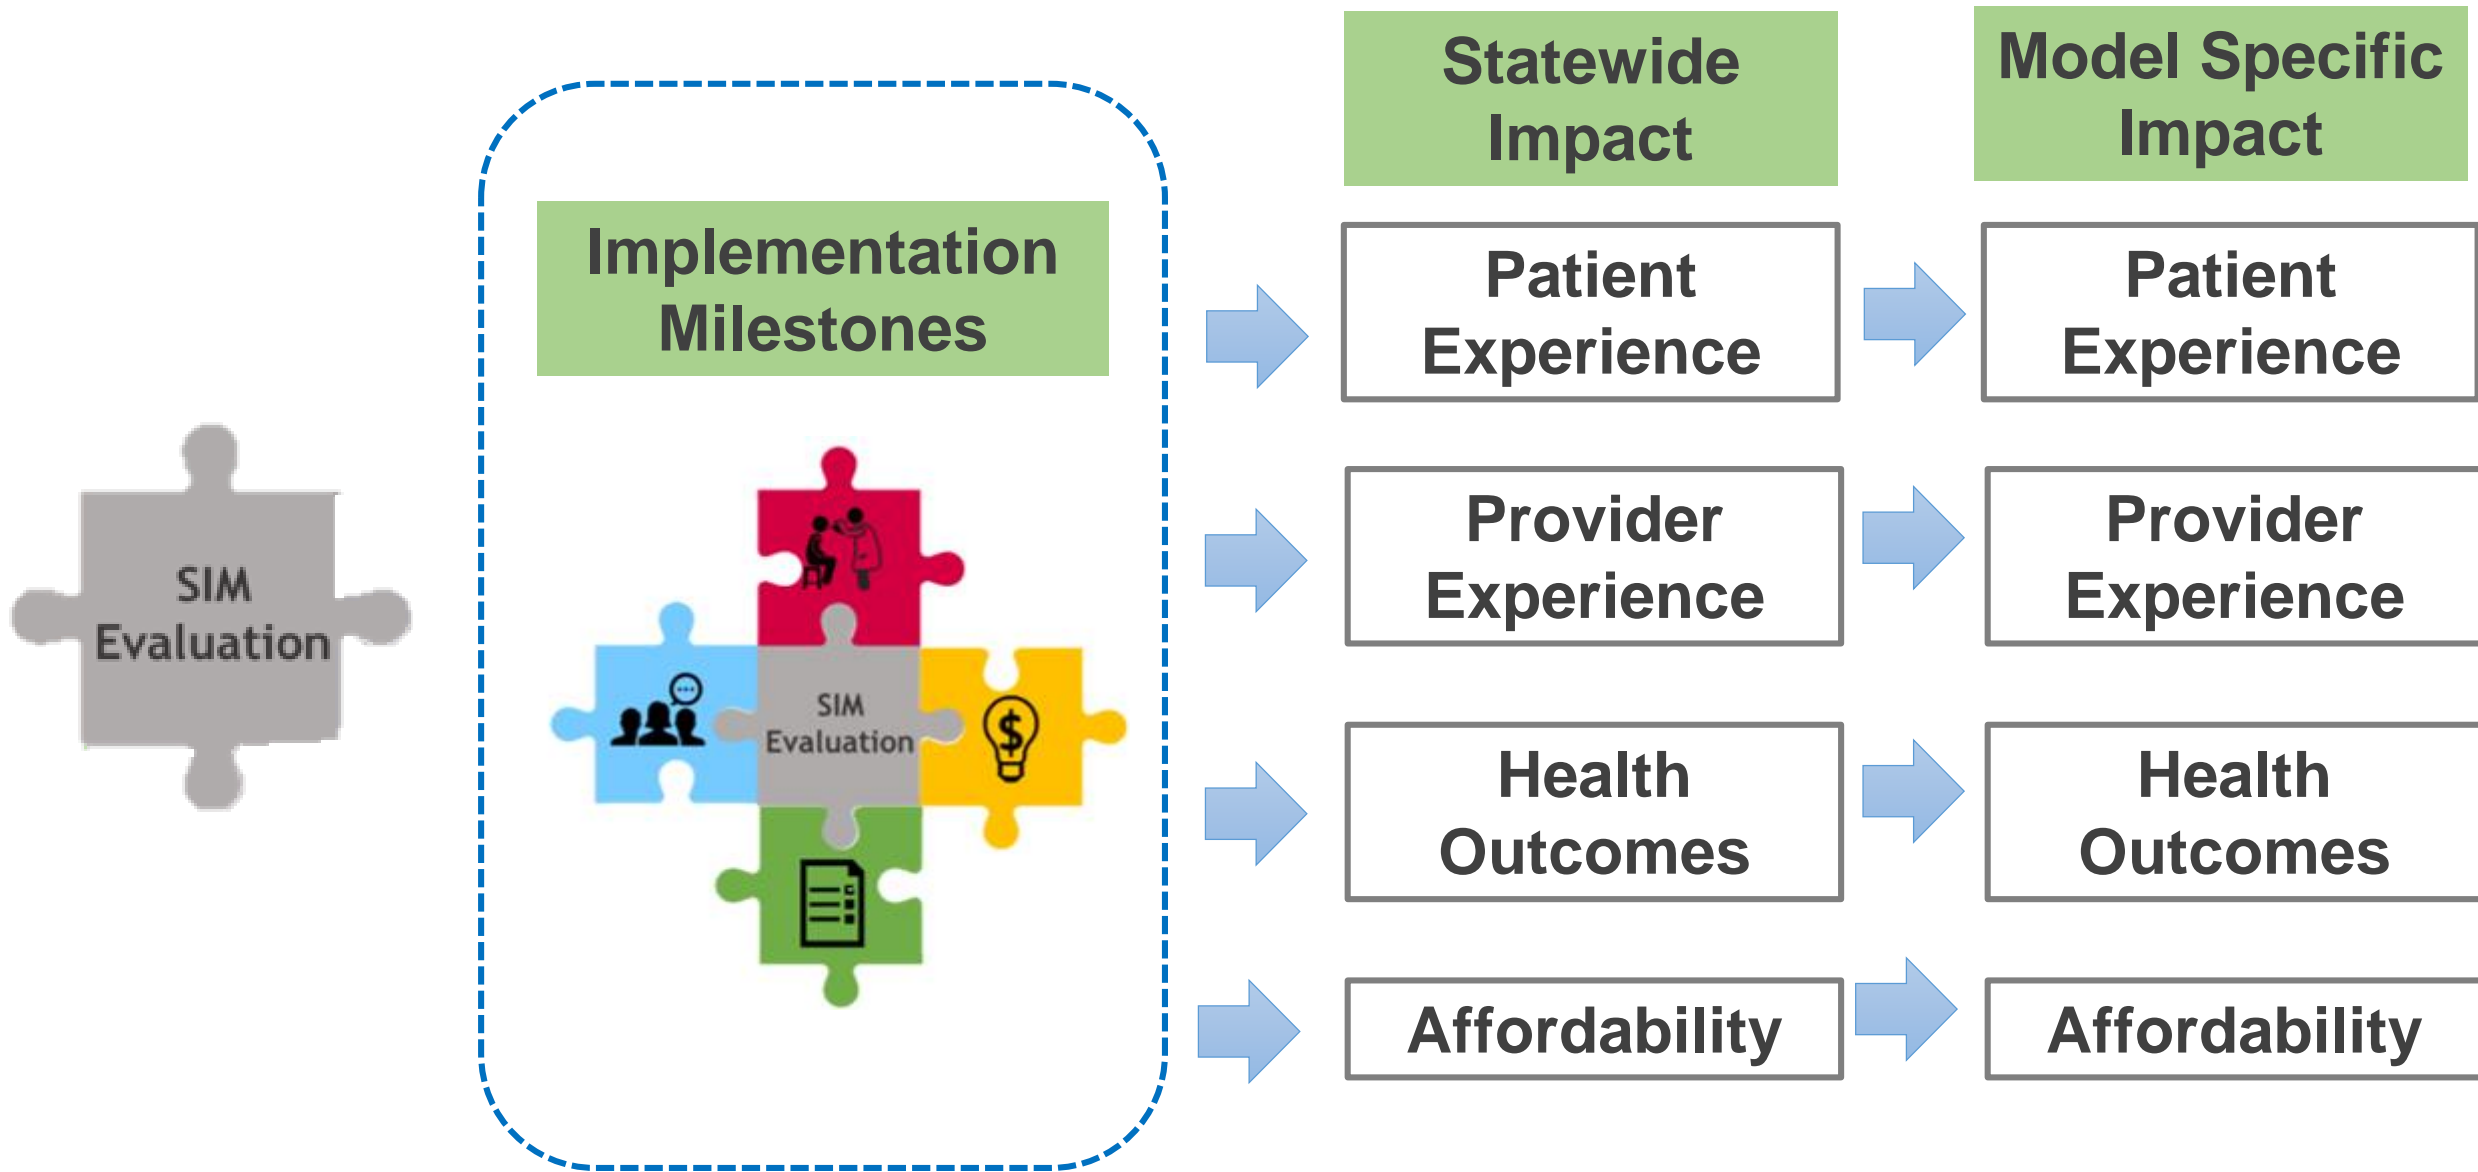 SIM
Evaluation
Implementation
Milestones
SIM
Evaluation
$
Statewide
Impact
Patient
Experience
Provider
Experience
Health
Outcomes
Affordability
Model Specific
Impact
Patient
Experience
Provider
Experience
Health
Outcomes
Affordability